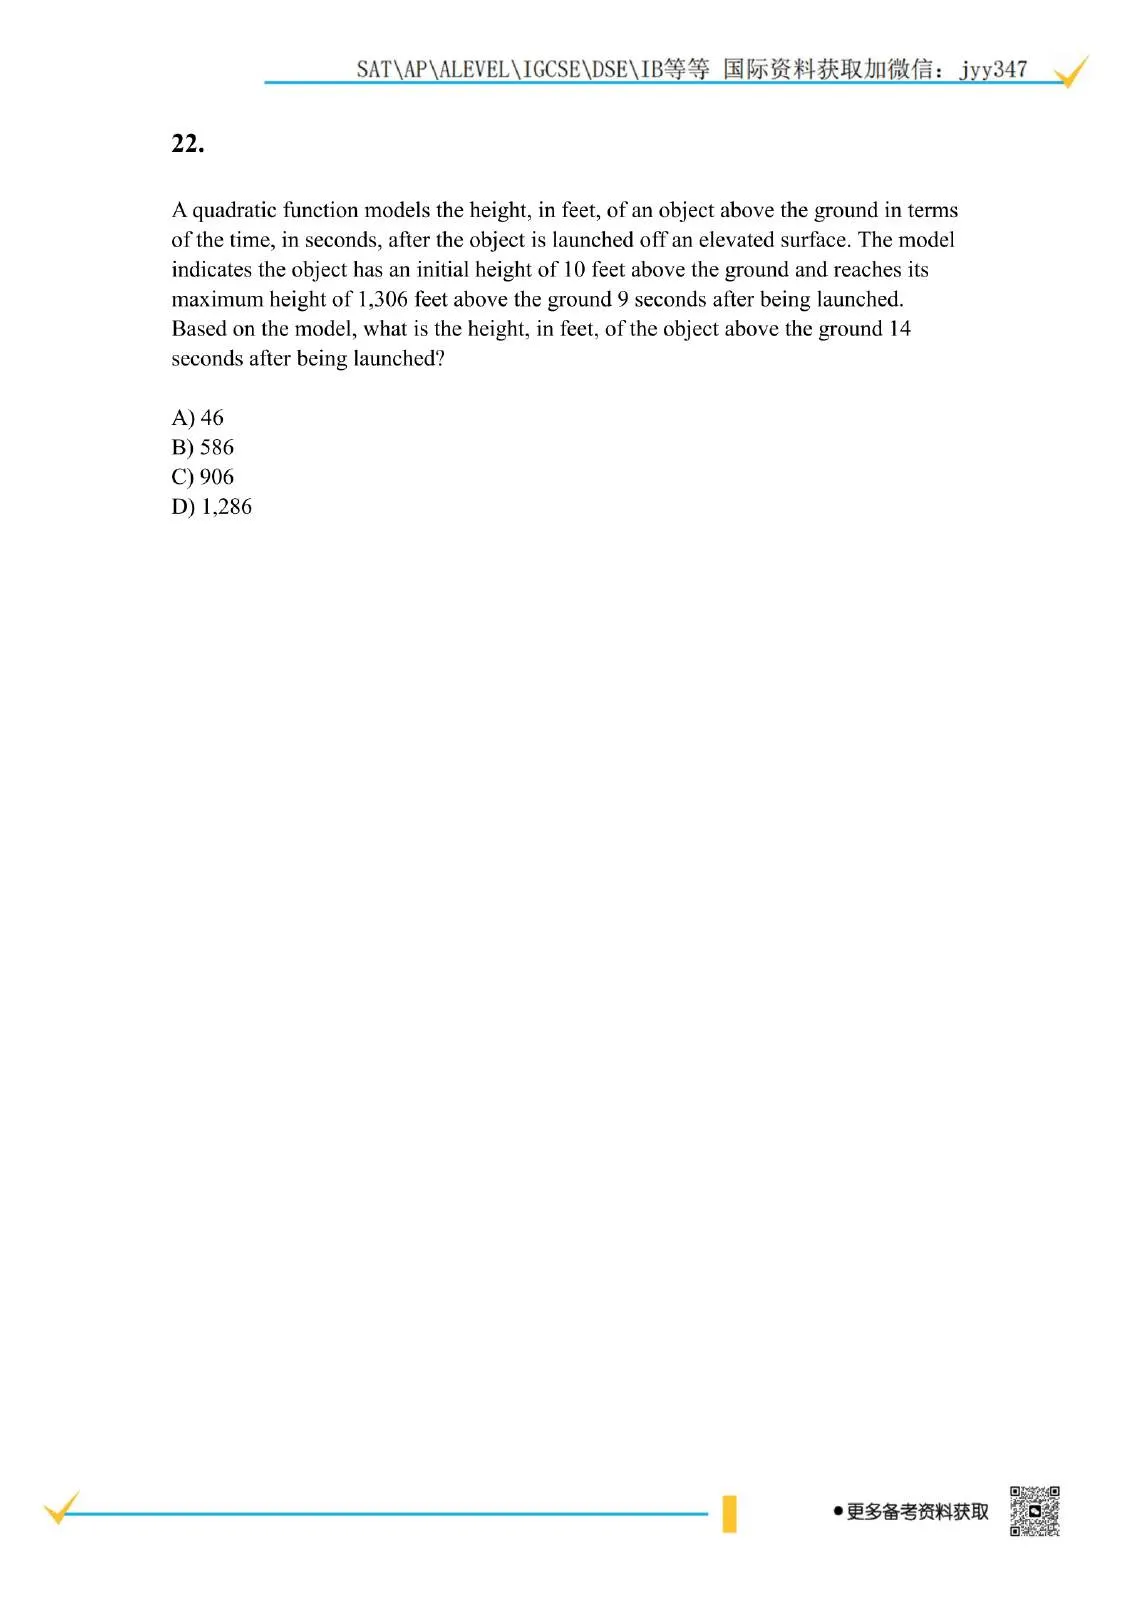 SAT\AP\ALEVEL\IGCSE\DSE\IB等等 国际资料获取加微信：jyy347
22.
A quadratic function models the height, in feet, of an object above the ground in terms
of the time, in seconds, after the object is launched off an elevated surface. The model
indicates the object has an initial height of 10 feet above the ground and reaches its
maximum height of 1,306 feet above the ground 9 seconds after being launched.
Based on the model, what is the height, in feet, of the object above the ground 14
seconds after being launched?
A) 46
B) 586
C) 906
D) 1,286
●更多备考资料获取